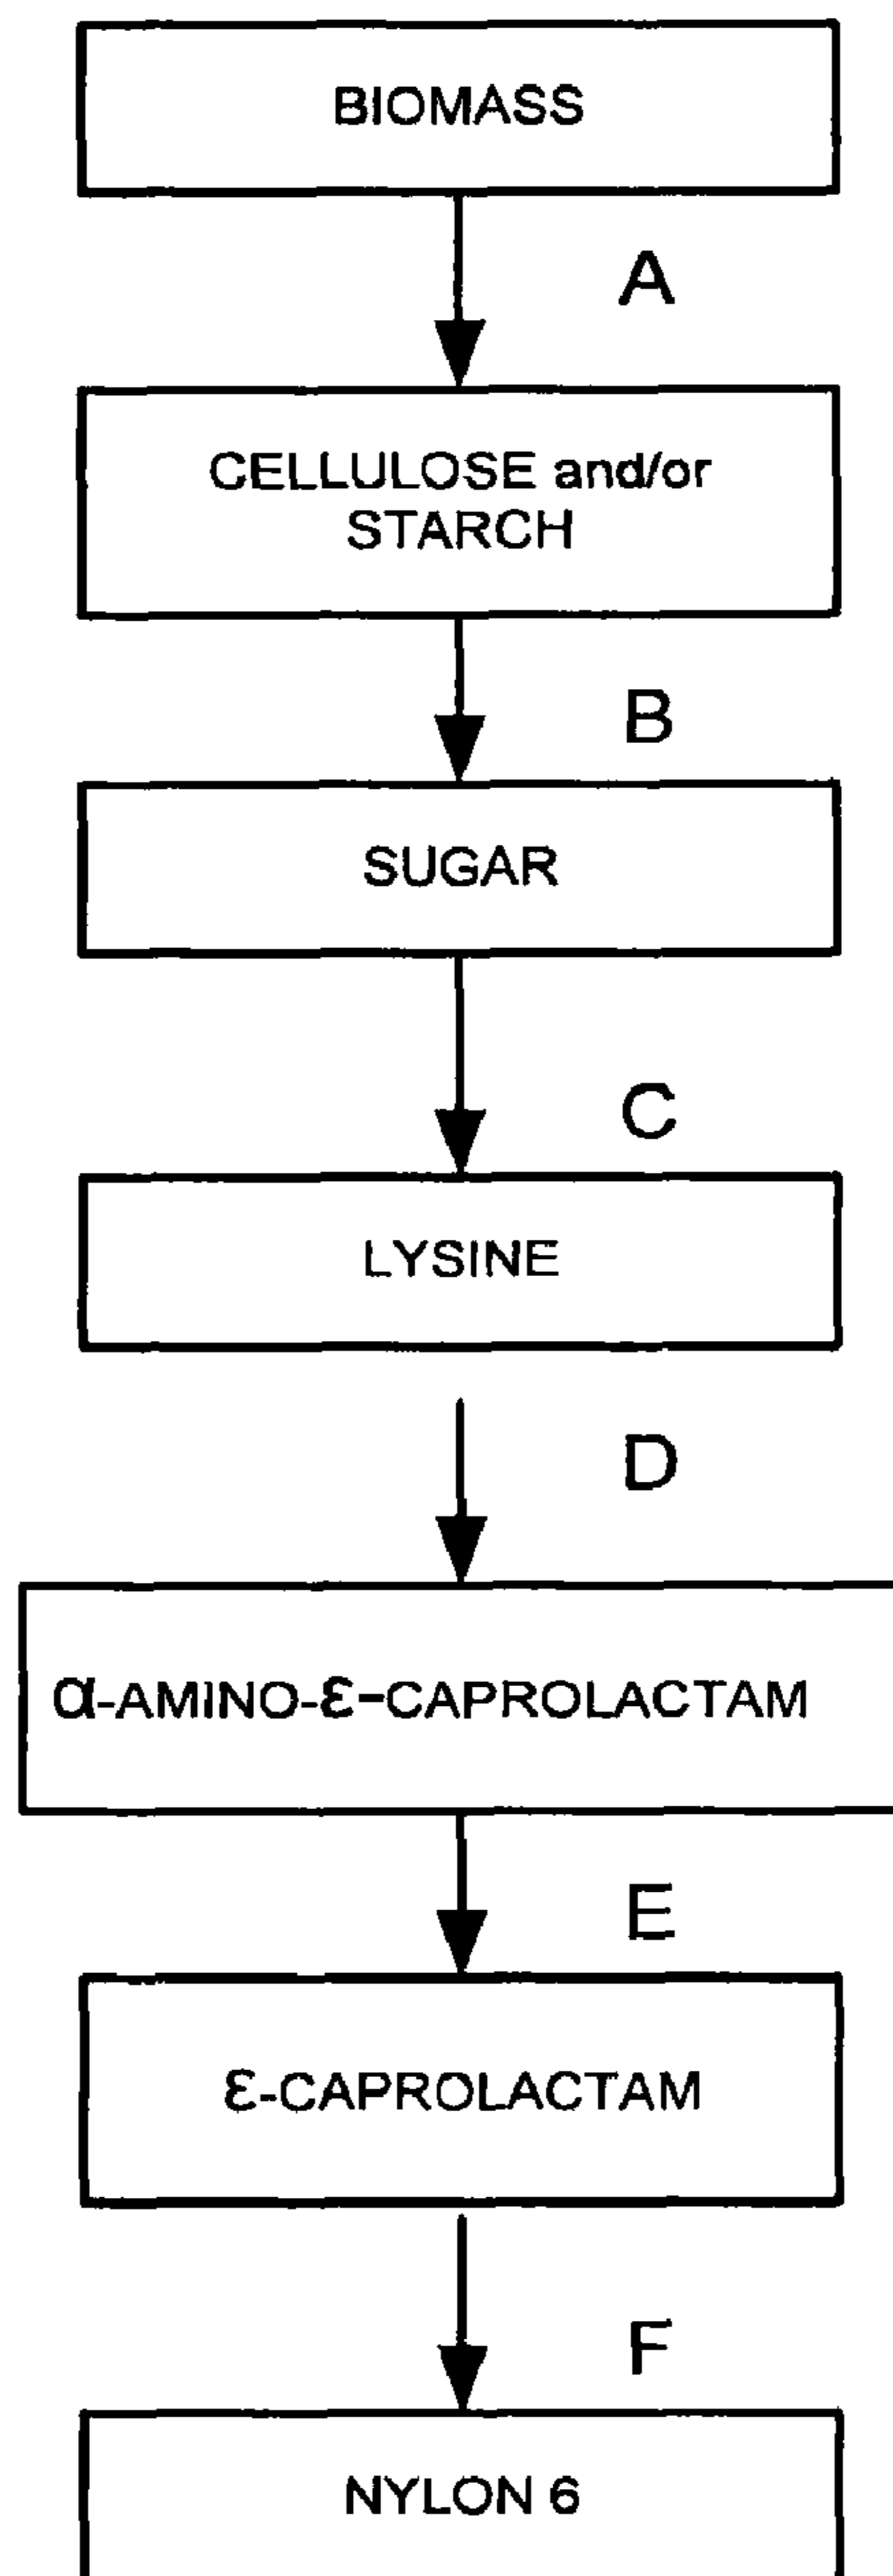 BIOMASS
A
CELLULOSE and/or
STARCH
B
SUGAR
C
LYSINE
D
α-AMINO-ε-CAPROLACTAM
E
ε-CAPROLACTAM
F
NYLON 6